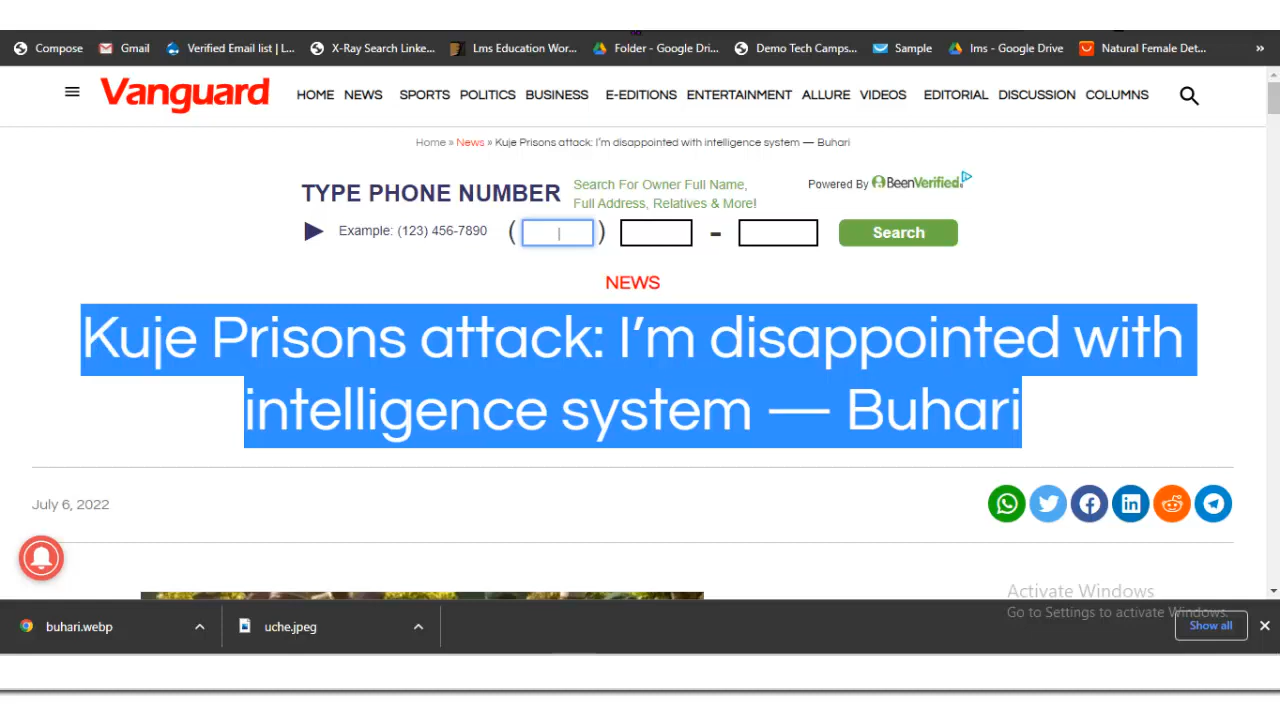 Compose Gmail Verified Email list | L... X-Ray Search Linke... Lms Education Wor... Folder - Google Dri... Demo Tech Camps... Sample lms - Google Drive Natural Female Det... »
Vanguard HOME NEWS SPORTS POLITICS BUSINESS E-EDITIONS ENTERTAINMENT ALLURE VIDEOS EDITORIAL DISCUSSION COLUMNS
Home » News » Kuje Prisons attack: I'm disappointed with intelligence system — Buhari
TYPE PHONE NUMBER Search For Owner Full Name, Powered By BeenVerified.
Full Address, Relatives & More!
Example: (123) 456-7890 ( ) - Search
NEWS
Kuje Prisons attack: I’m disappointed with
intelligence system — Buhari
July 6, 2022
Activate Windows
Go to Settings to activate Windows.
buhari.webp uche.jpeg Show all